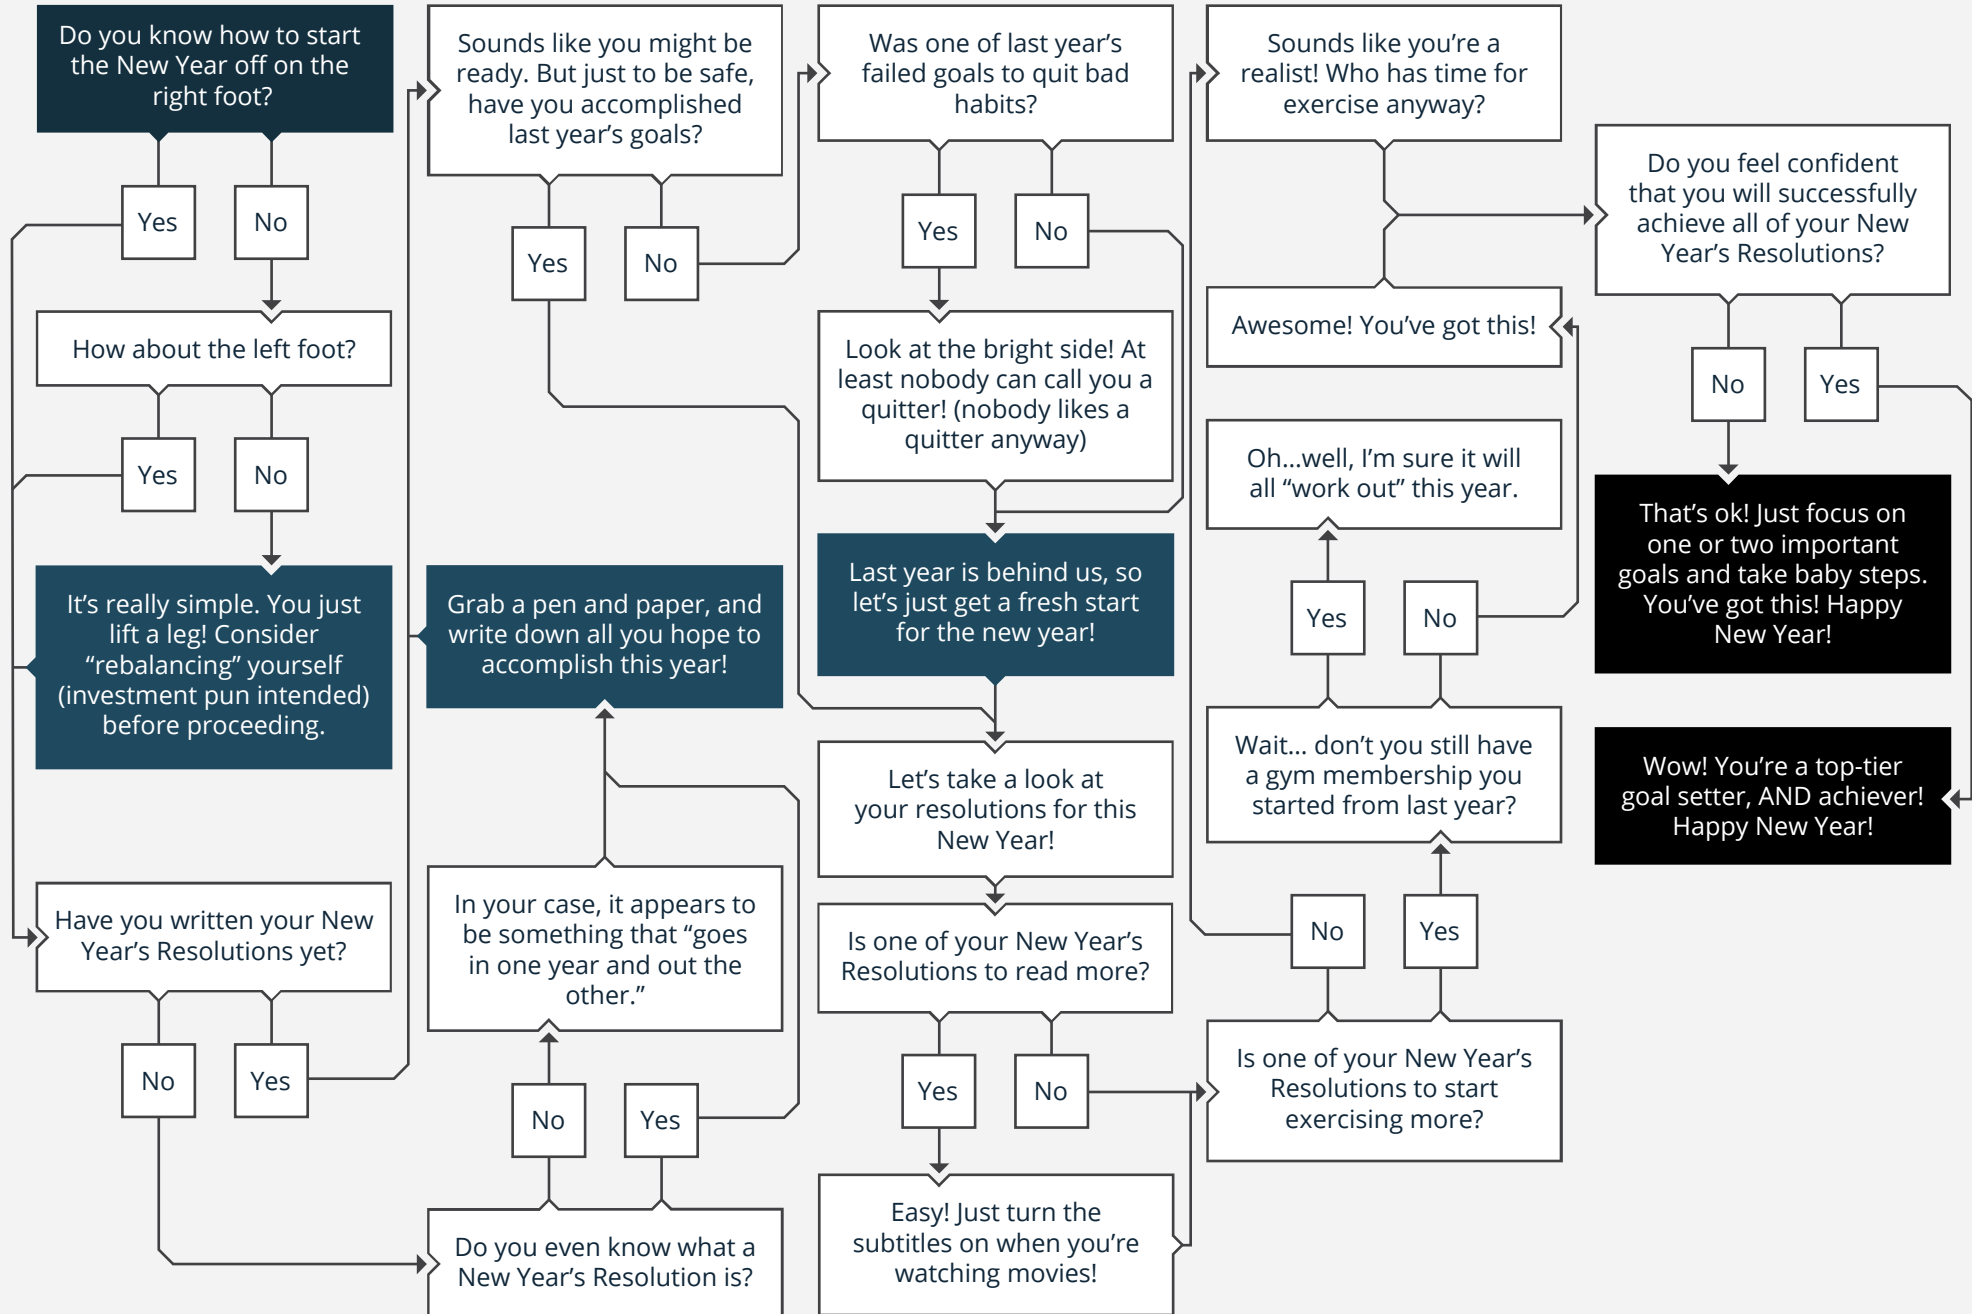 Do you know how to start
the New Year off on the
right foot?
Yes
No
How about the left foot?
Yes
No
It’s really simple. You just
lift a leg! Consider
“rebalancing” yourself
(investment pun intended)
before proceeding.
Have you written your New
Year’s Resolutions yet?
No
Yes
Sounds like you might be
ready. But just to be safe,
have you accomplished
last year’s goals?
Yes
No
Grab a pen and paper, and
write down all you hope to
accomplish this year!
In your case, it appears to
be something that “goes
in one year and out the
other.”
No
Yes
Do you even know what a
New Year’s Resolution is?
Was one of last year’s
failed goals to quit bad
habits?
Yes
No
Look at the bright side! At
least nobody can call you a
quitter! (nobody likes a
quitter anyway)
Last year is behind us, so
let’s just get a fresh start
for the new year!
Let’s take a look at
your resolutions for this
New Year!
Is one of your New Year’s
Resolutions to read more?
Yes
No
Easy! Just turn the
subtitles on when you’re
watching movies!
Sounds like you’re a
realist! Who has time for
exercise anyway?
Awesome! You’ve got this!
Oh...well, I’m sure it will
all “work out” this year.
Yes
No
Wait... don’t you still have
a gym membership you
started from last year?
No
Yes
Is one of your New Year’s
Resolutions to start
exercising more?
Do you feel confident
that you will successfully
achieve all of your New
Year’s Resolutions?
No
Yes
That’s ok! Just focus on
one or two important
goals and take baby steps.
You’ve got this! Happy
New Year!
Wow! You’re a top-tier
goal setter, AND achiever!
Happy New Year!